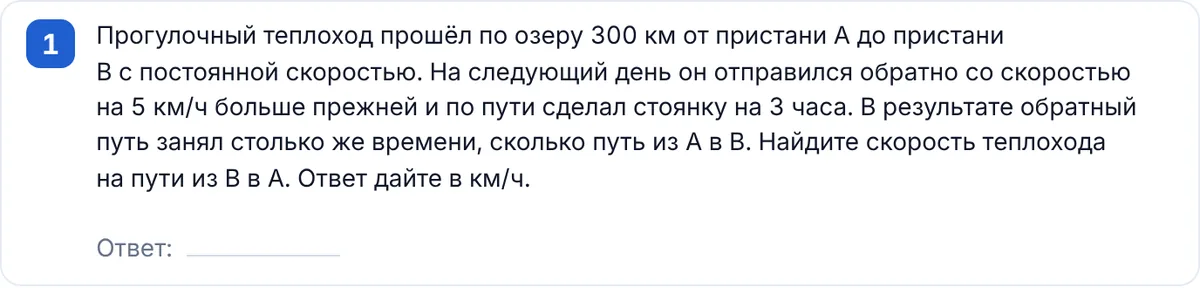 1
Прогулочный теплоход прошёл по озеру 300 км от пристани А до пристани
В с постоянной скоростью. На следующий день он отправился обратно со скоростью
на 5 км/ч больше прежней и по пути сделал стоянку на 3 часа. В результате обратный
путь занял столько же времени, сколько путь из А в В. Найдите скорость теплохода
на пути из В в А. Ответ дайте в км/ч.
Ответ: